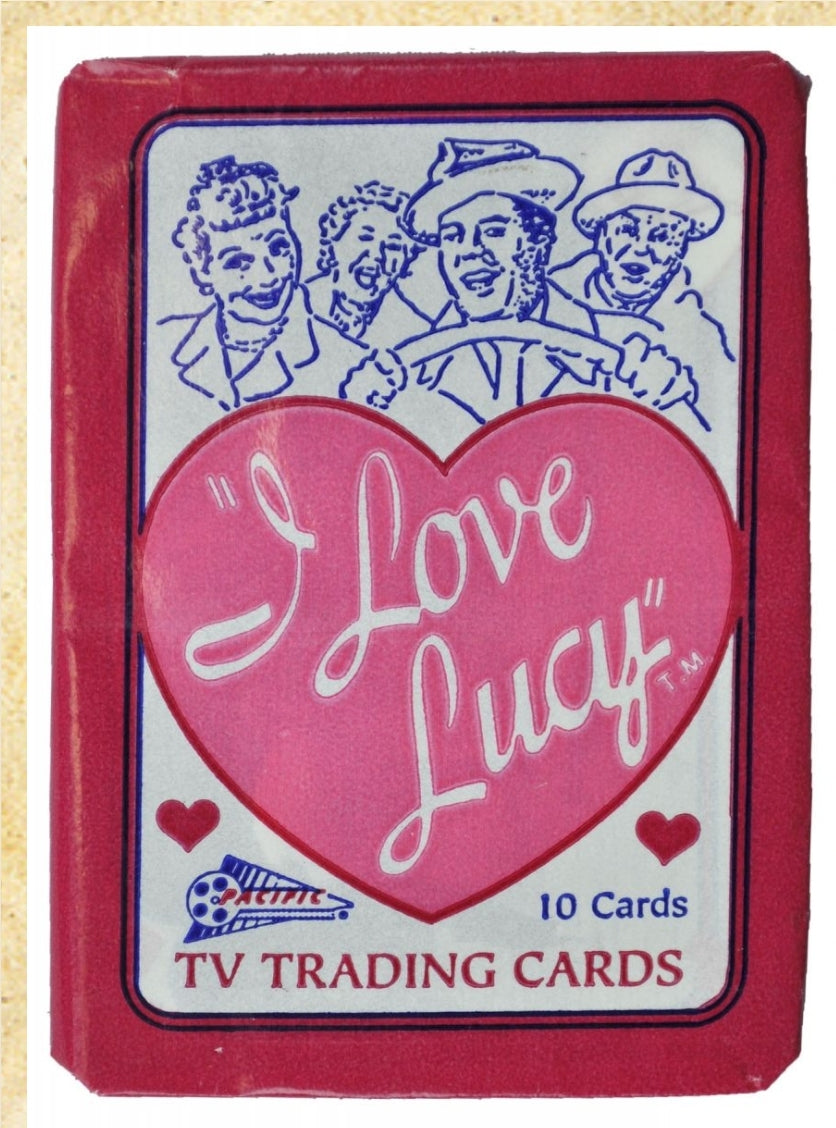 "I Love
Lucy"
T.M.
PACIFIC
10 Cards
TV TRADING CARDS